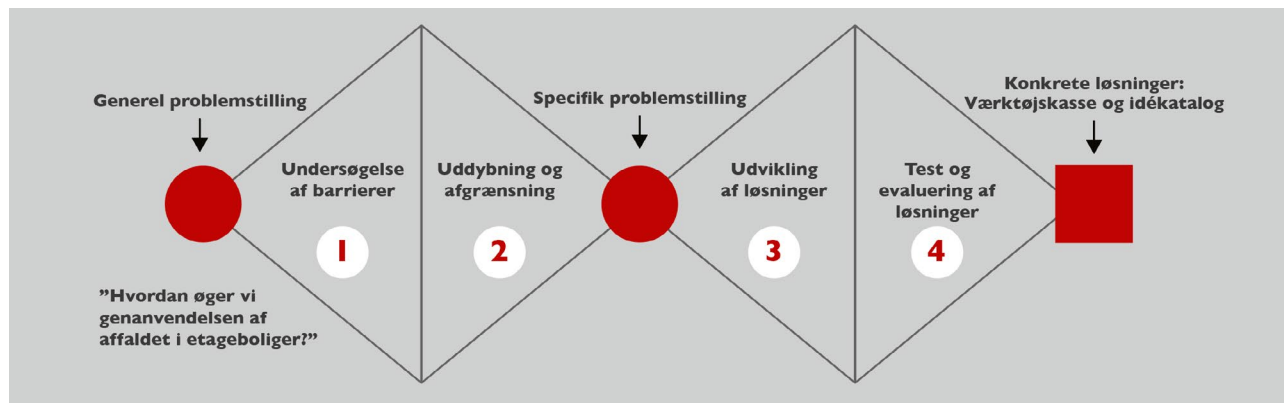 Generel problemstilling
Undersøgelse
af barrierer
1
”Hvordan øger vi
genanvendelsen af
affaldet i etageboliger?”
Uddybning og
afgrænsning
2
Specifik problemstilling
Udvikling
af løsninger
3
Test og
evaluering af
løsninger
4
Konkrete løsninger:
Værktøjskasse og idékatalog